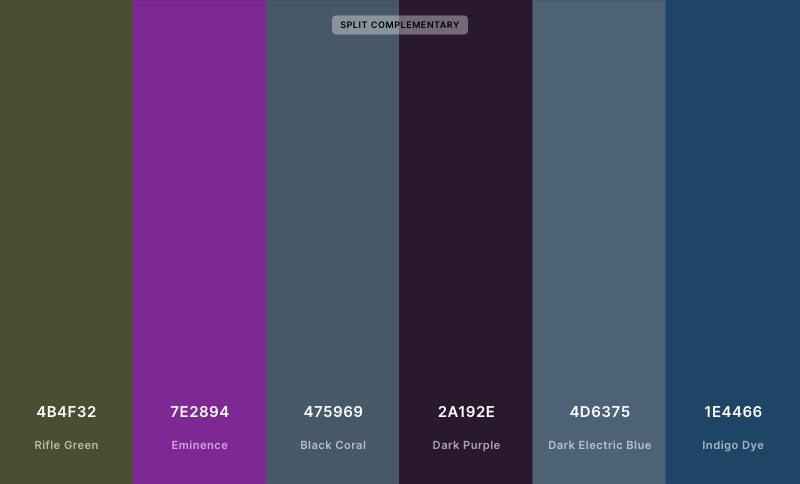 SPLIT COMPLEMENTARY
4B4F32 7E2894 475969 2A192E 4D6375 1E4466
Rifle Green Eminence Black Coral Dark Purple Dark Electric Blue Indigo Dye